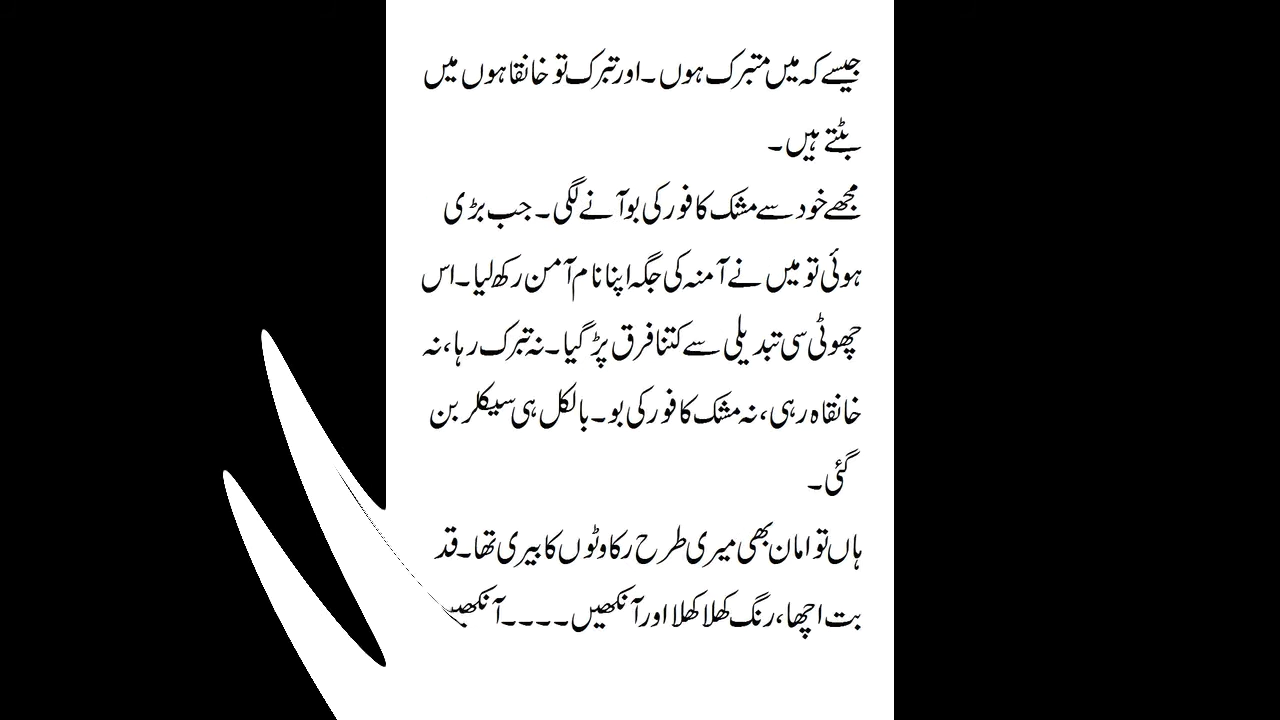 جیسے کہ میں متبرک ہوں ۔ اور تبرک تو خانقاہوں میں
بٹتے ہیں ۔
مجھے خود سے مشک کافور کی بو آنے لگی ۔ جب بڑی
ہوئی تو میں نے آمنہ کی جگہ اپنا نام آمن رکھ لیا ۔ اس
چھوٹی سی تبدیلی سے کتنا فرق پڑ گیا ۔ نہ تبرک رہا، نہ
خانقاہ رہی، نہ مشک کافور کی بو ۔ بالکل ہی سیکلر بن
گئی ۔
ہاں تو امان بھی میری طرح رکاوٹوں کا بیری تھا ۔ قد
بت اچھا، رنگ کھلا کھلا اور آنکھیں ۔۔۔۔